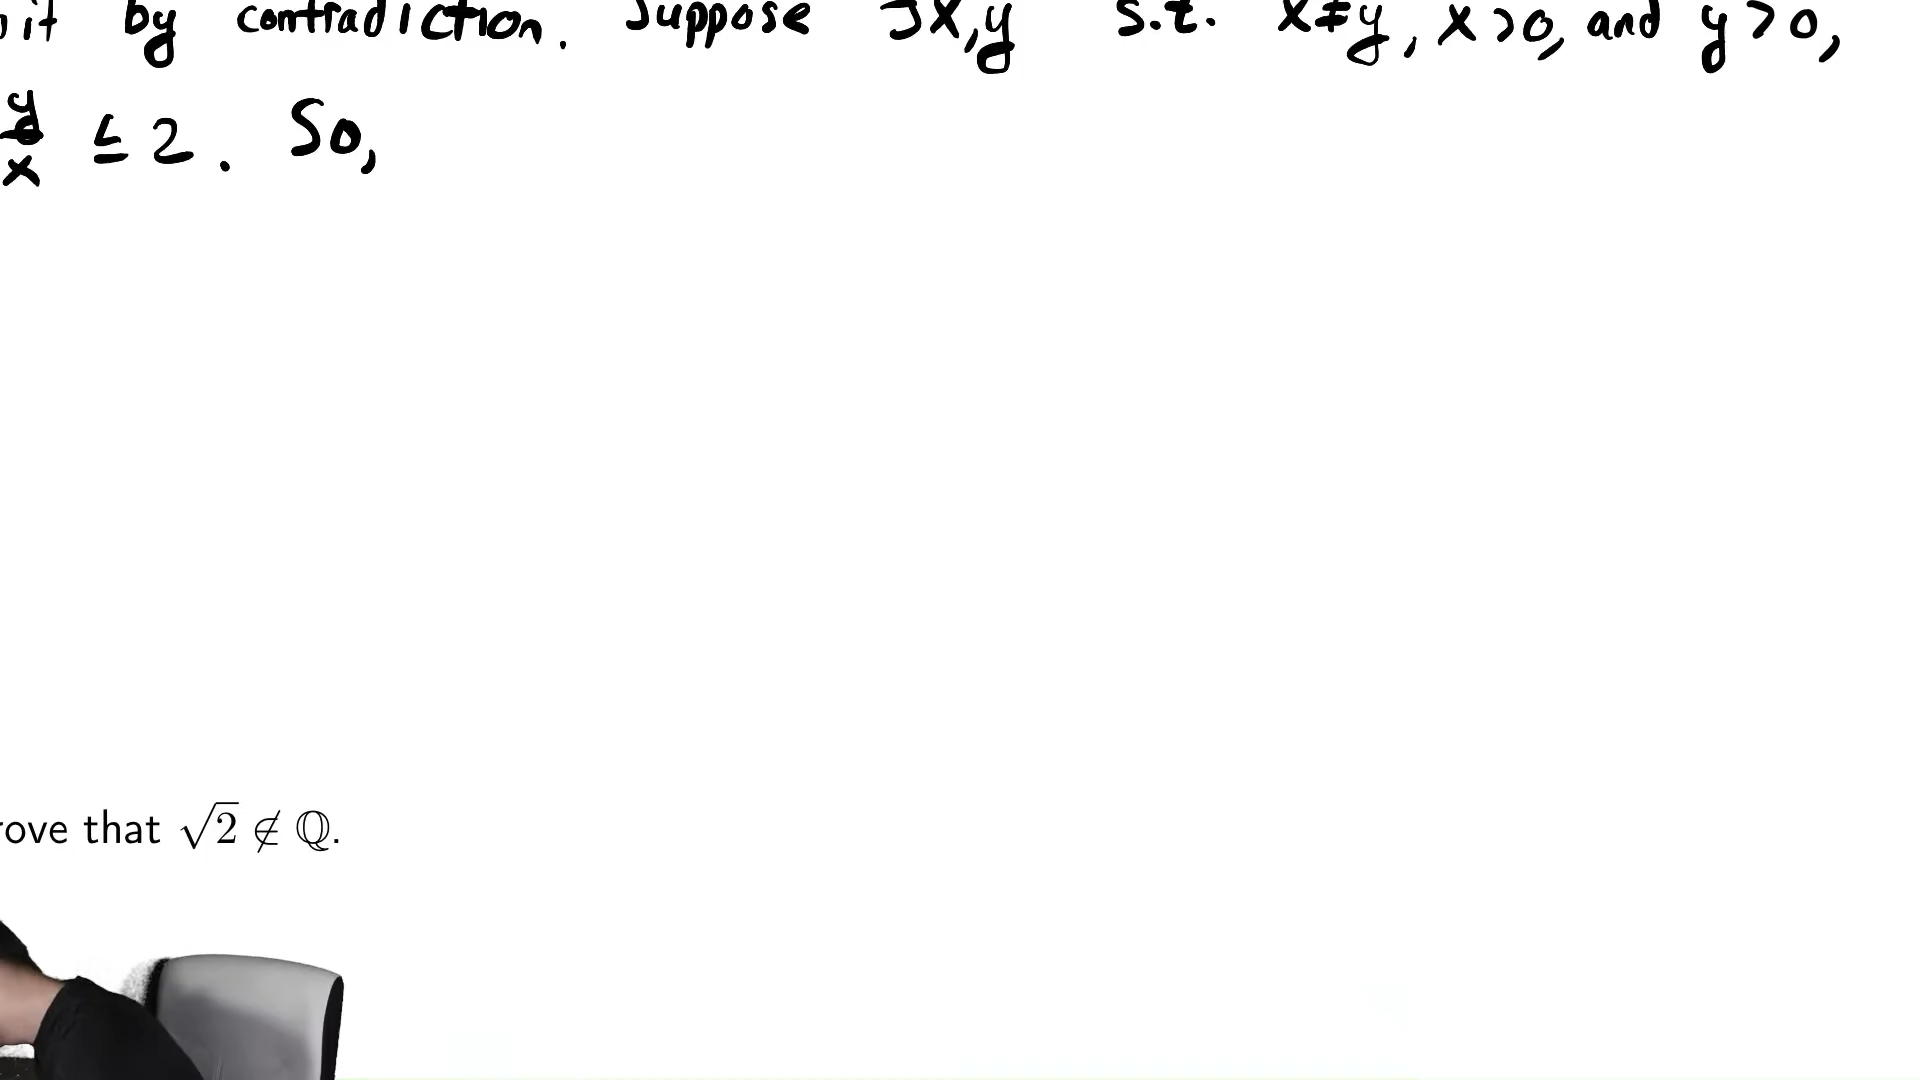 it by contradiction. Suppose ∃x,y s.t. x≠y, x>0, and y>0,
y/x ≤ 2. So,
rove that √2 ∉ ℚ.